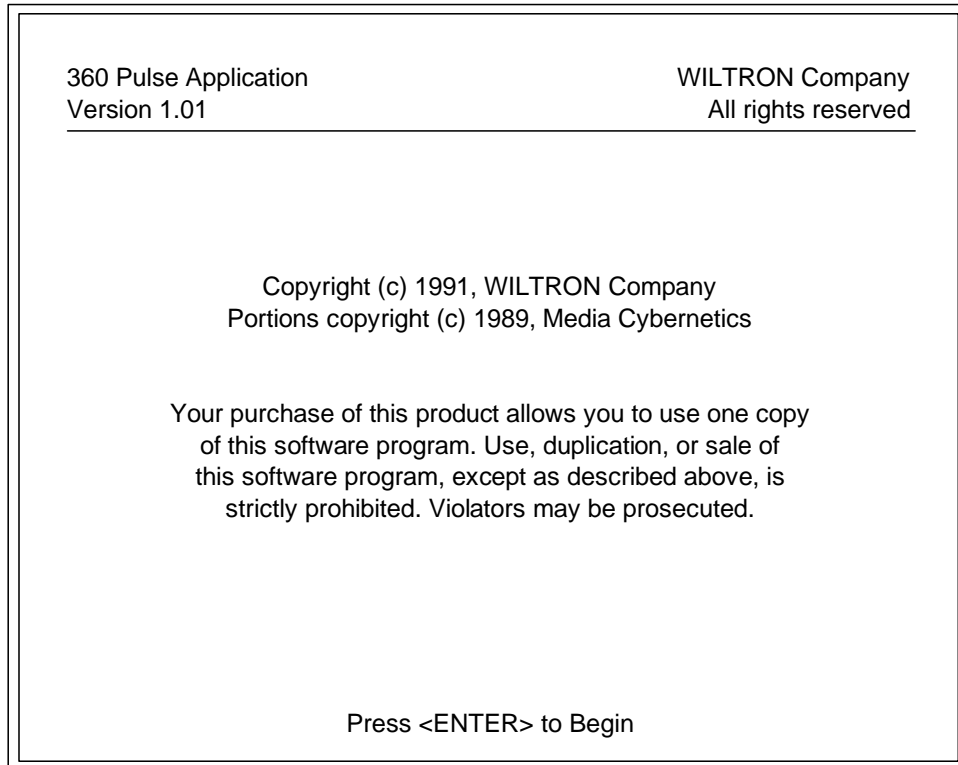 360 Pulse Application WILTRON Company
Version 1.01 All rights reserved
Copyright (c) 1991, WILTRON Company
Portions copyright (c) 1989, Media Cybernetics
Your purchase of this product allows you to use one copy
of this software program. Use, duplication, or sale of
this software program, except as described above, is
strictly prohibited. Violators may be prosecuted.
Press <ENTER> to Begin